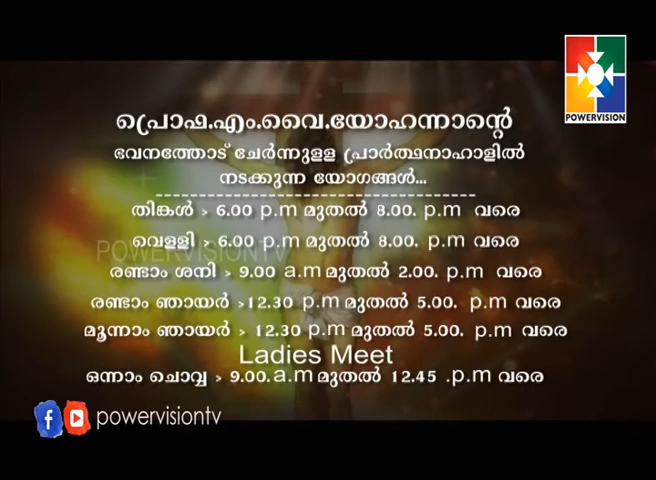 POWERVISION
പ്രൊഫ.എം.വൈ.യോഹന്നാന്റെ
ഭവനത്തോട് ചേർന്നുളള പ്രാർത്ഥനാഹാളിൽ
നടക്കുന്ന യോഗങ്ങൾ...
തിങ്കൾ > 6.00 p.m മുതൽ 8.00. p.m വരെ
വെളളി > 6.00 p.m മുതൽ 8.00. p.m വരെ
POWERVISIONTV
രണ്ടാം ശനി > 9.00 a.m മുതൽ 2.00. p.m വരെ
രണ്ടാം ഞായർ >12.30 p.m മുതൽ 5.00. p.m വരെ
മൂന്നാം ഞായർ > 12.30 p.m മുതൽ 5.00. p.m വരെ
Ladies Meet
ഒന്നാം ചൊവ്വ > 9.00.a.m മുതൽ 12.45 .p.m വരെ
powervisiontv